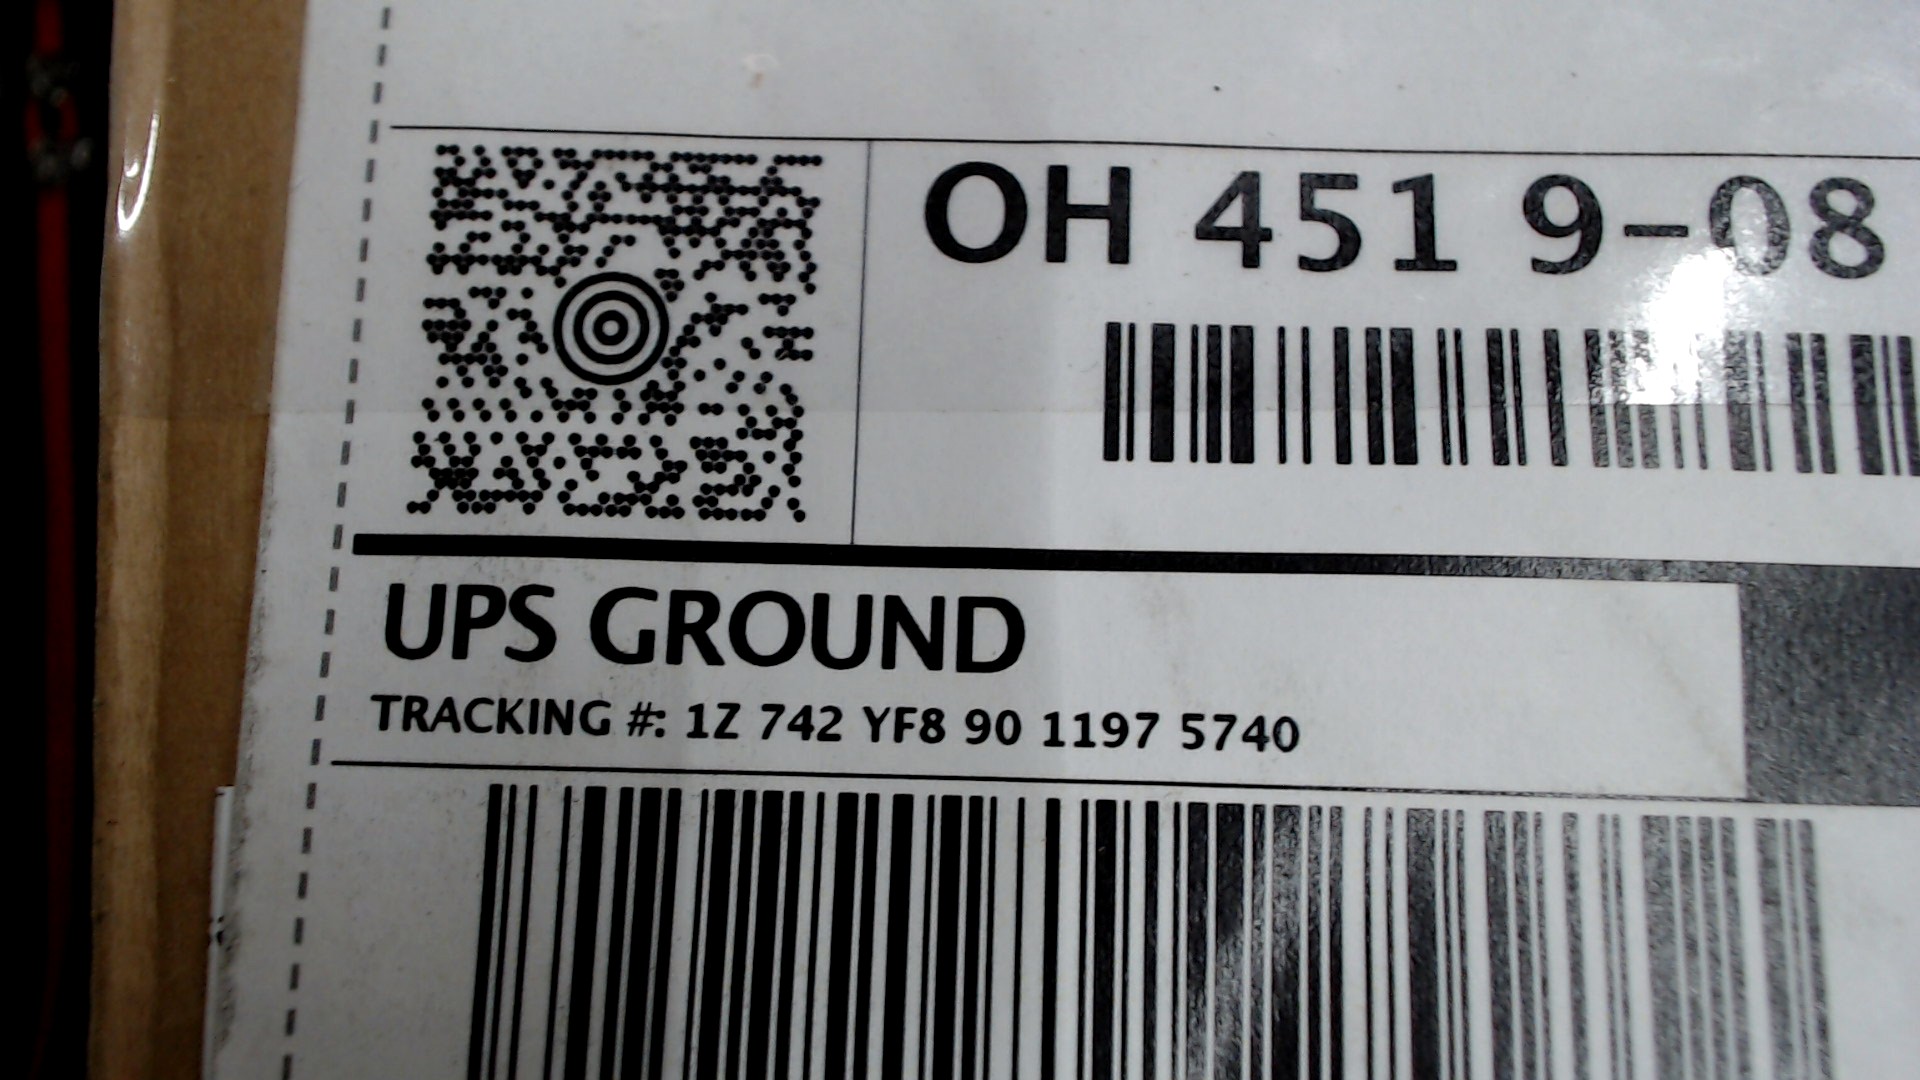 OH 451 9-08
UPS GROUND
TRACKING #: 1Z 742 YF8 90 1197 5740